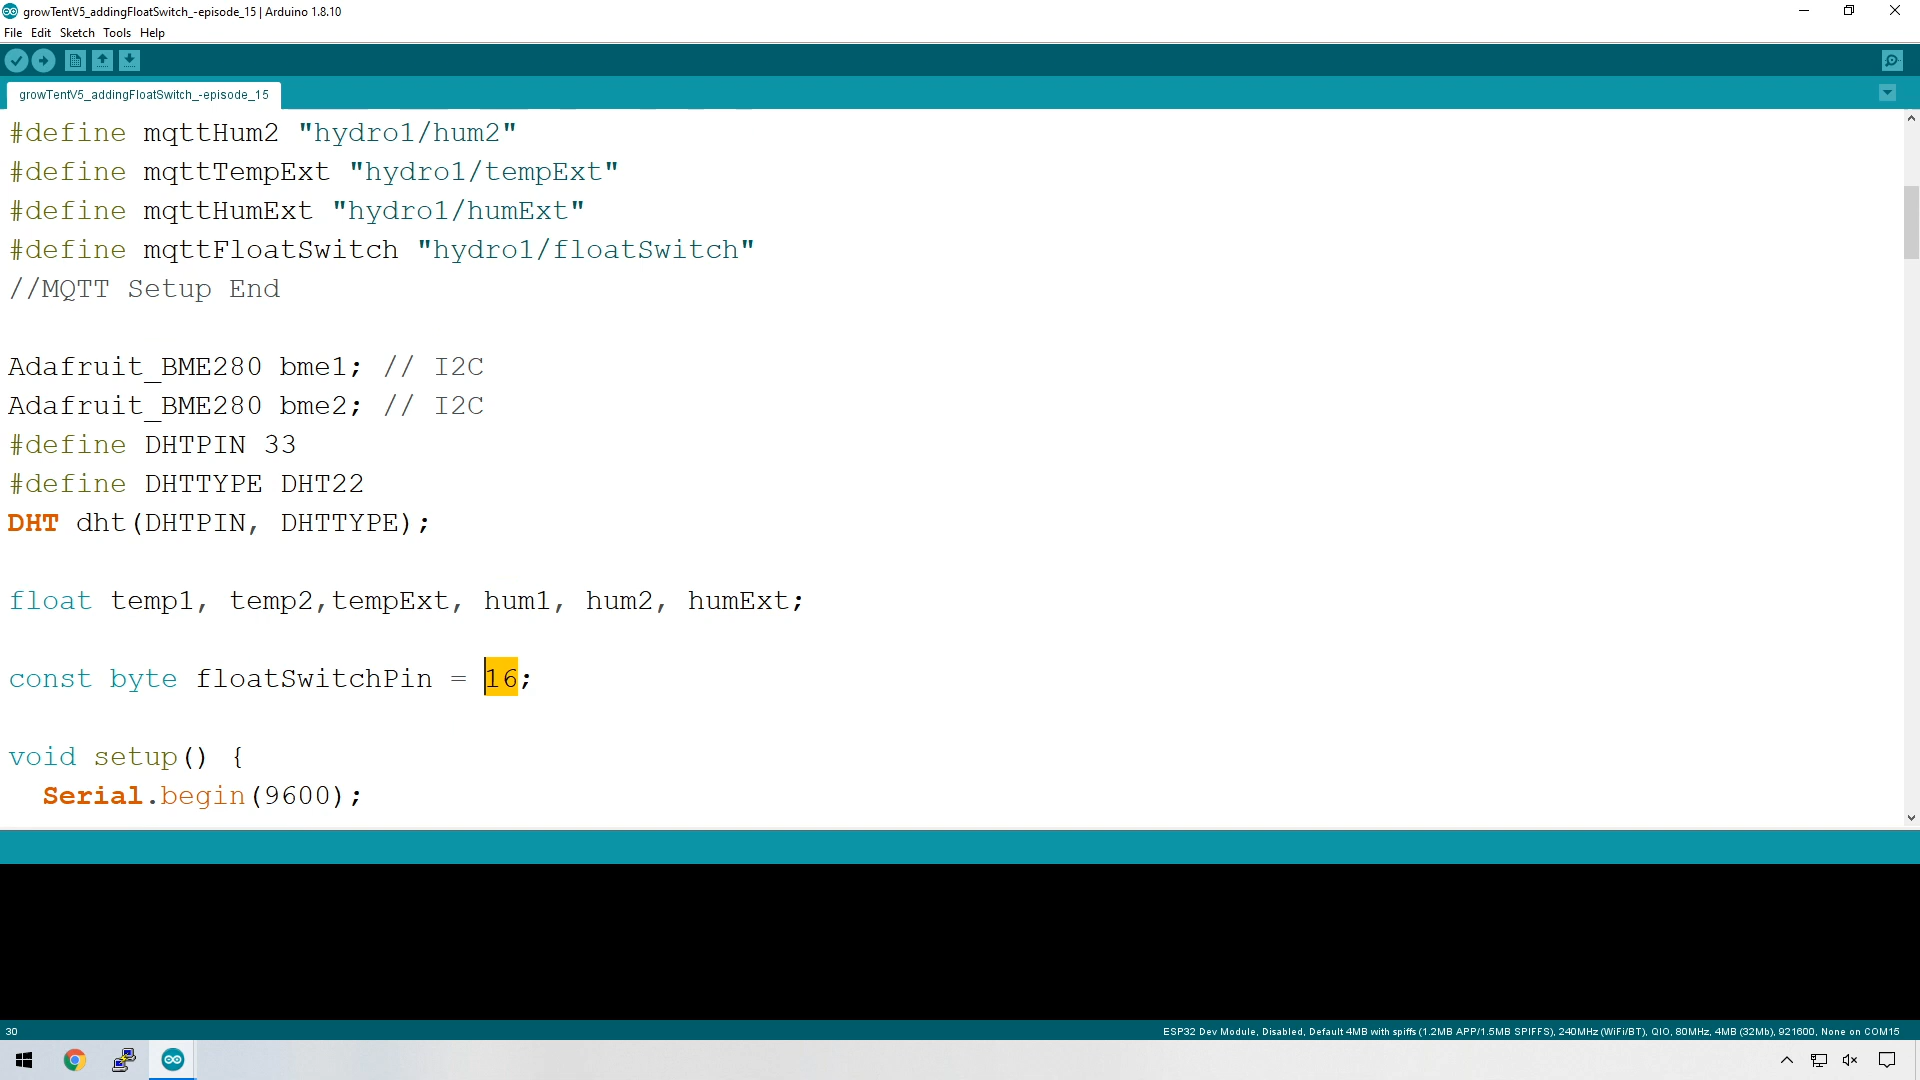 growTentV5_addingFloatSwitch_-episode_15 | Arduino 1.8.10
File Edit Sketch Tools Help
growTentV5_addingFloatSwitch_-episode_15
#define mqttHum2 "hydro1/hum2"
#define mqttTempExt "hydro1/tempExt"
#define mqttHumExt "hydro1/humExt"
#define mqttFloatSwitch "hydro1/floatSwitch"
//MQTT Setup End
Adafruit_BME280 bme1; // I2C
Adafruit_BME280 bme2; // I2C
#define DHTPIN 33
#define DHTTYPE DHT22
DHT dht(DHTPIN, DHTTYPE);
float temp1, temp2,tempExt, hum1, hum2, humExt;
const byte floatSwitchPin = 16;
void setup() {
Serial.begin(9600);
30
ESP32 Dev Module, Disabled, Default 4MB with spiffs (1.2MB APP/1.5MB SPIFFS), 240MHz (WiFi/BT), QIO, 80MHz, 4MB (32Mb), 921600, None on COM15